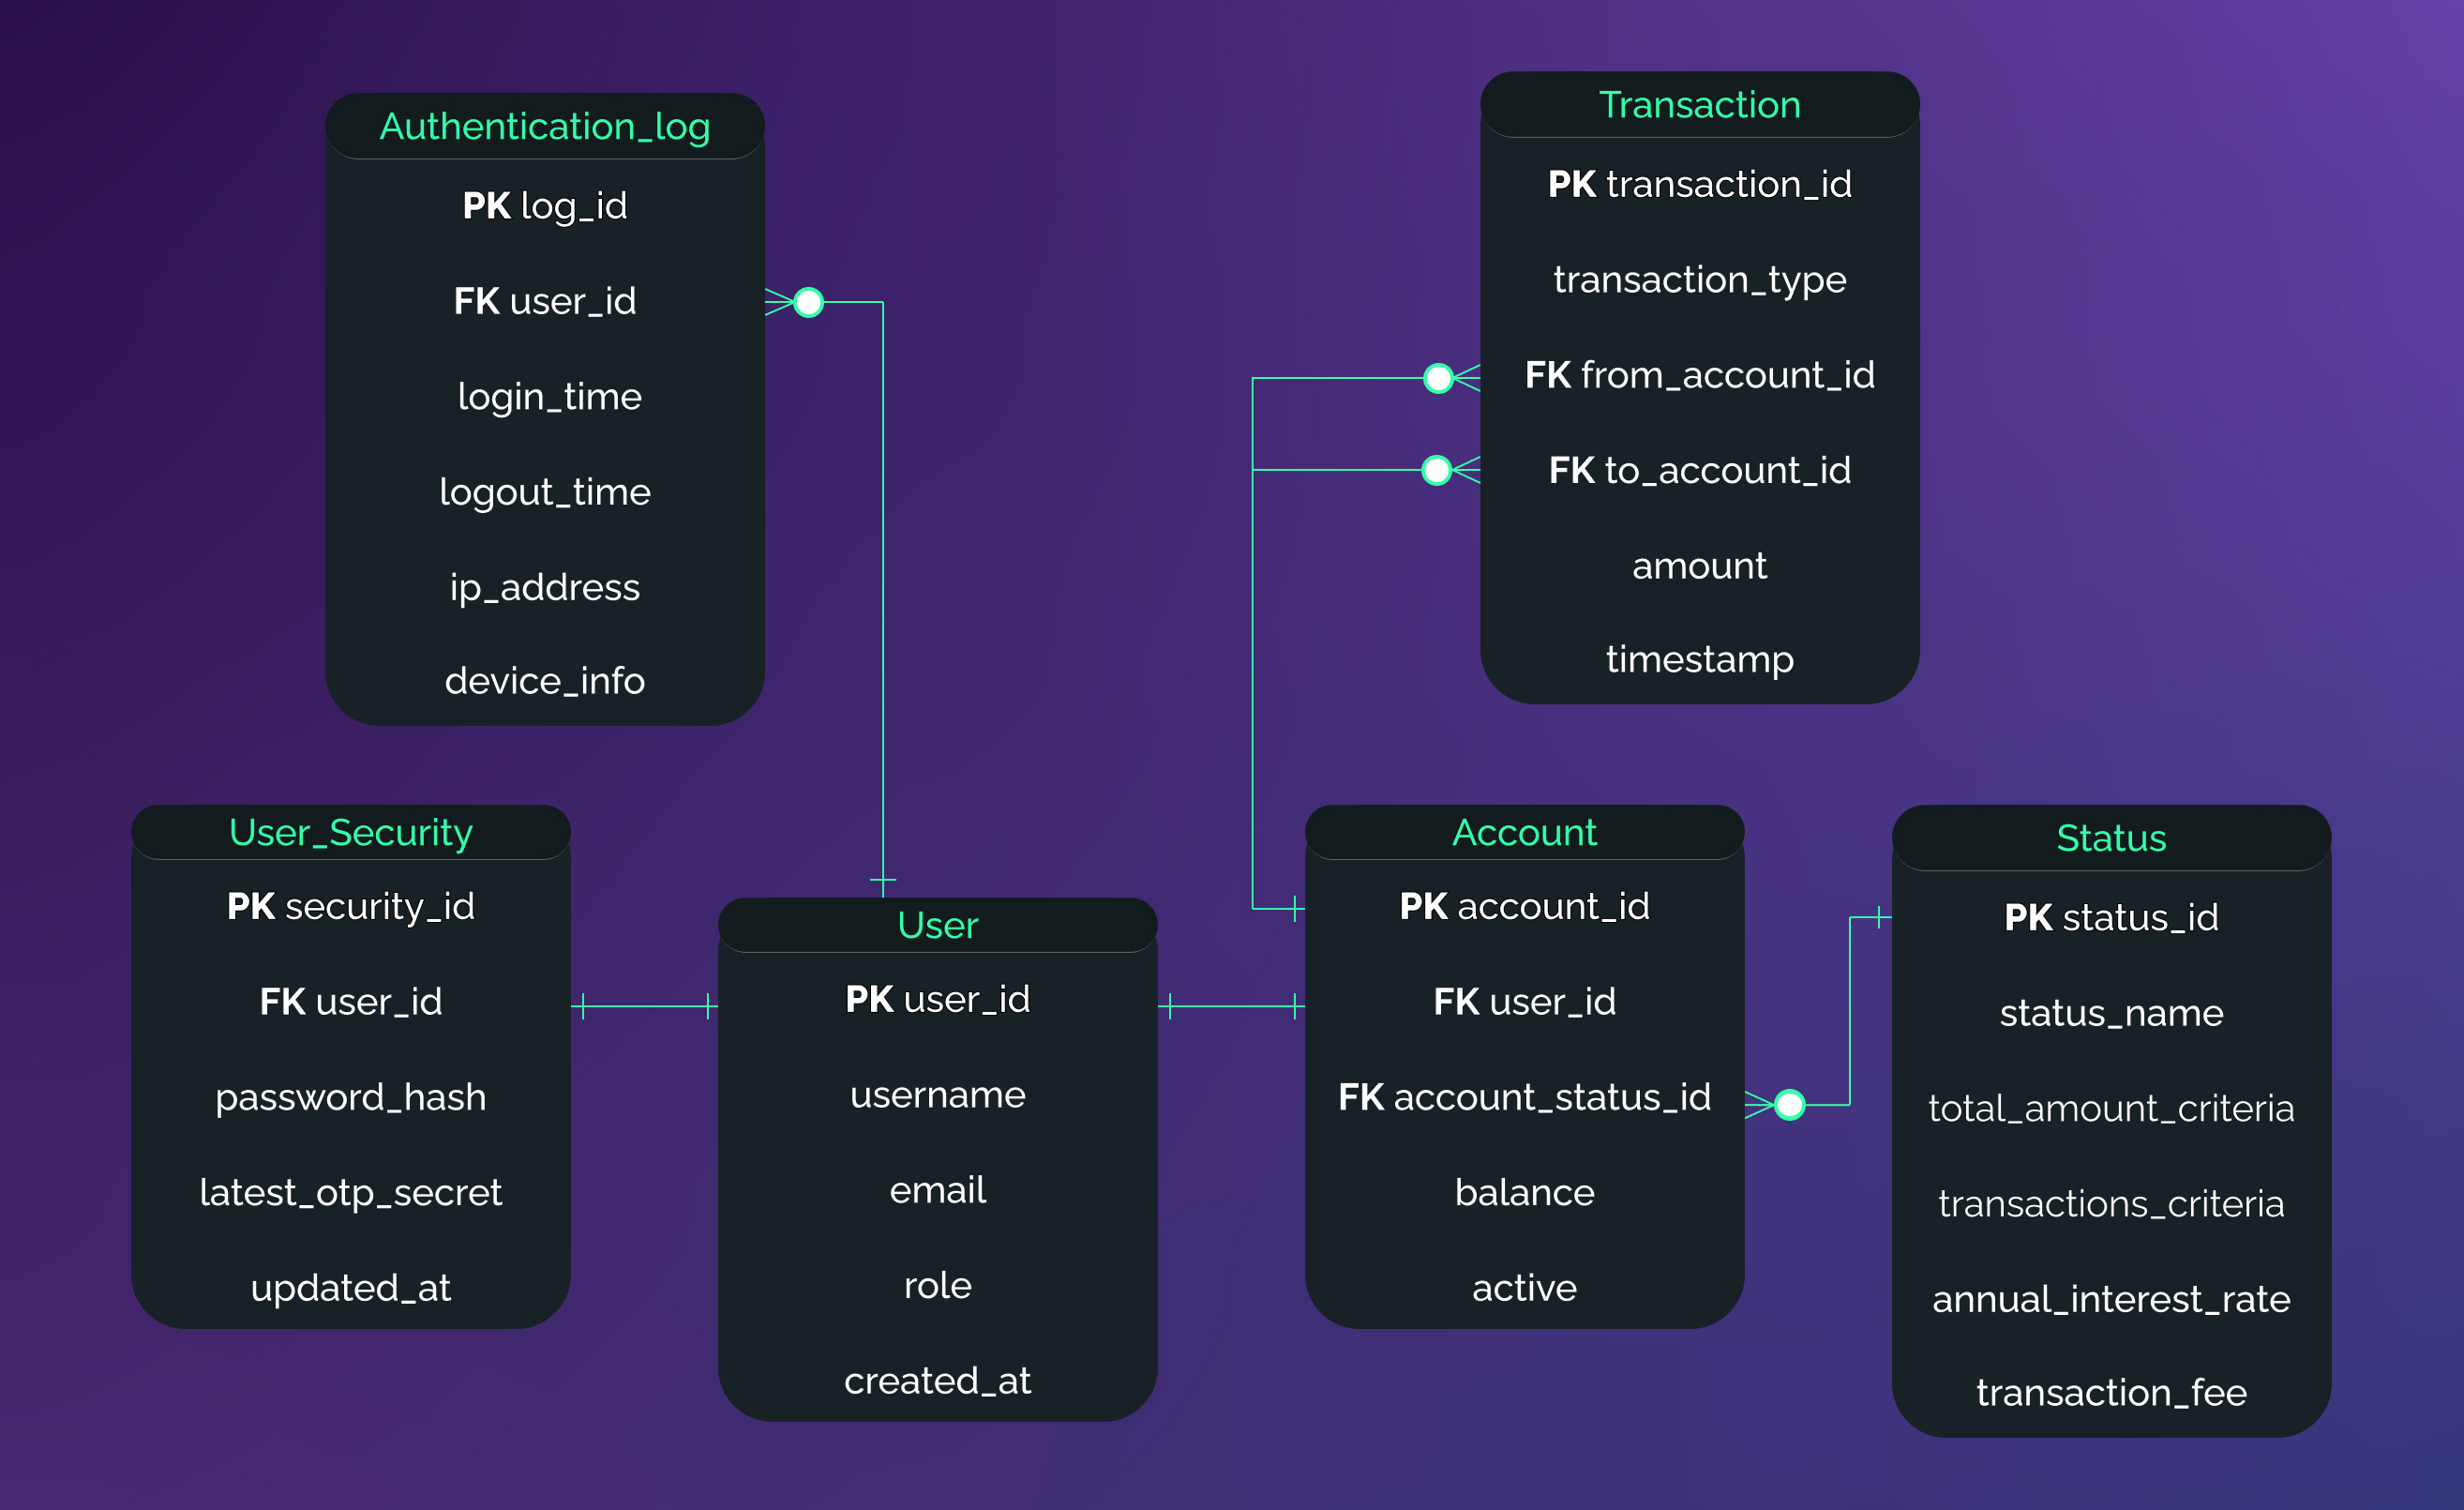 Authentication_log
PK log_id
FK user_id
login_time
logout_time
ip_address
device_info
Transaction
PK transaction_id
transaction_type
FK from_account_id
FK to_account_id
amount
timestamp
User_Security
PK security_id
FK user_id
password_hash
latest_otp_secret
updated_at
User
PK user_id
username
email
role
created_at
Account
PK account_id
FK user_id
FK account_status_id
balance
active
Status
PK status_id
status_name
total_amount_criteria
transactions_criteria
annual_interest_rate
transaction_fee